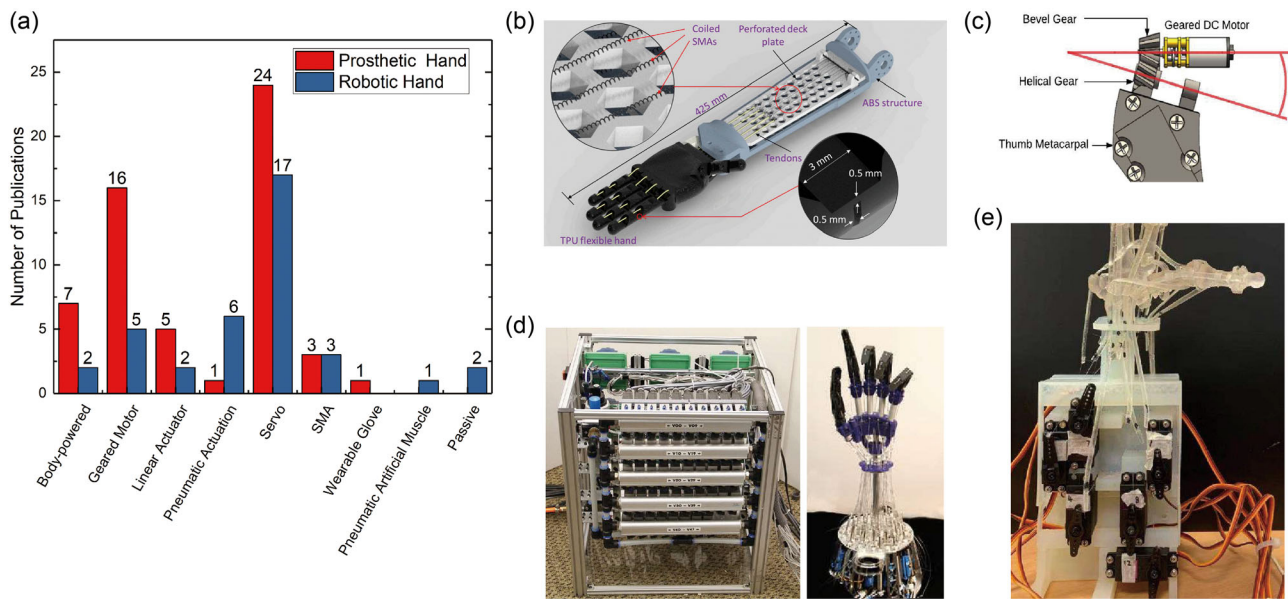 (a)
Number of Publications
0
5
10
15
20
25
Prosthetic Hand
Robotic Hand
7
2
16
5
5
2
1
6
24
17
3
3
1
1
2
Body-powered
Geared Motor
Linear Actuator
Pneumatic Actuation
Servo
SMA
Wearable Glove
Pneumatic Artificial Muscle
Passive
(b)
Coiled
SMAs
Perforated deck
plate
425 mm
ABS structure
Tendons
3 mm
0.5 mm
0.5 mm
TPU flexible hand
(c)
Bevel Gear
Geared DC Motor
Helical Gear
Thumb Metacarpal
(d)
(e)